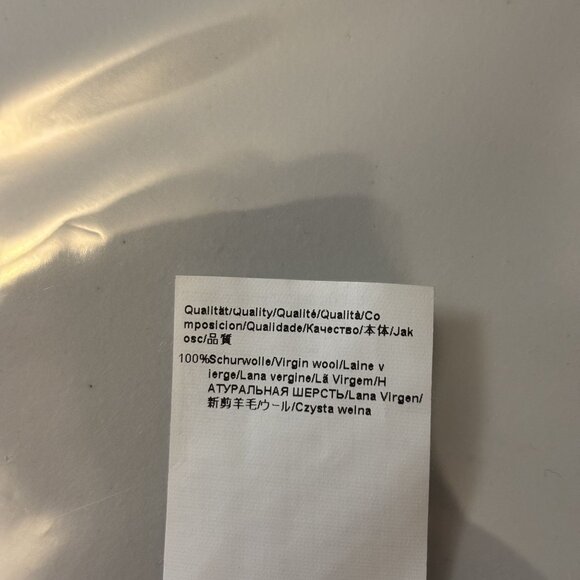 Qualität/Quality/Qualité/Qualità/Co
mposicion/Qualidade/Качество/本体/Jak
osc/品質
100%Schurwolle/Virgin wool/Laine v
ierge/Lana vergine/Lã Virgem/Н
АТУРАЛЬНАЯ ШЕРСТЬ/Lana Virgen/
新剪羊毛/ウール/Czysta welna